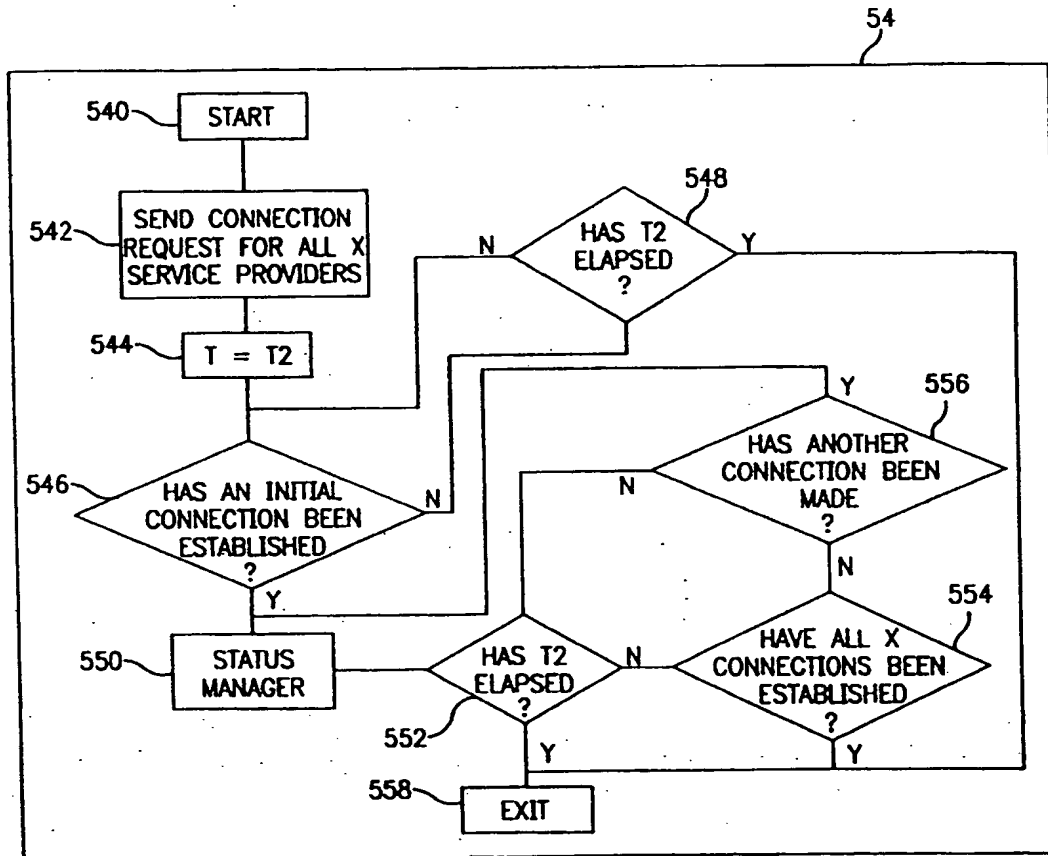 54
540
START
542
SEND CONNECTION
REQUEST FOR ALL X
SERVICE PROVIDERS
544
T = T2
548
HAS T2
ELAPSED
?
N
Y
546
HAS AN INITIAL
CONNECTION BEEN
ESTABLISHED
?
N
Y
556
Y
HAS ANOTHER
CONNECTION BEEN
MADE
?
N
N
550
STATUS
MANAGER
552
HAS T2
ELAPSED
?
N
Y
554
HAVE ALL X
CONNECTIONS BEEN
ESTABLISHED
?
Y
558
EXIT